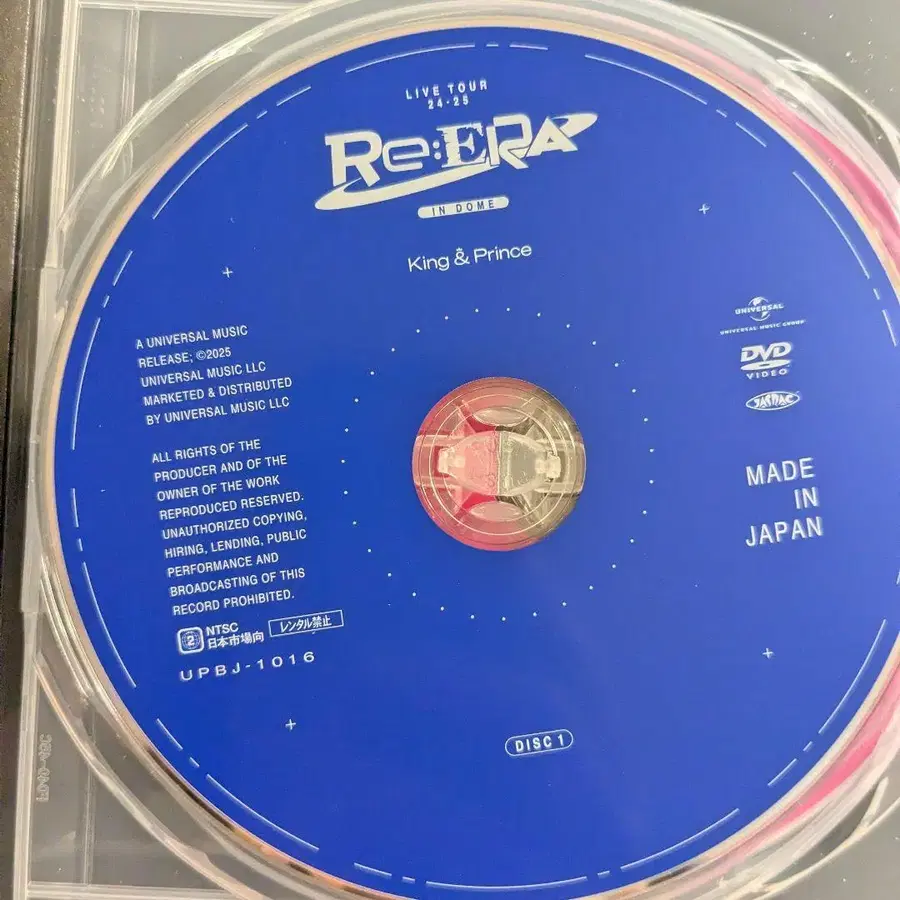 LIVE TOUR
24-25
Re:ERA
IN DOME
King & Prince
A UNIVERSAL MUSIC
RELEASE; ©2025
UNIVERSAL MUSIC LLC
MARKETED & DISTRIBUTED
BY UNIVERSAL MUSIC LLC
ALL RIGHTS OF THE
PRODUCER AND OF THE
OWNER OF THE WORK
REPRODUCED RESERVED.
UNAUTHORIZED COPYING,
HIRING, LENDING, PUBLIC
PERFORMANCE AND
BROADCASTING OF THIS
RECORD PROHIBITED.
2
NTSC
日本市場向
レンタル禁止
UPBJ-1016
UNIVERSAL
UNIVERSAL MUSIC GROUP
DVD
VIDEO
JASRAC
MADE
IN
JAPAN
DISC 1